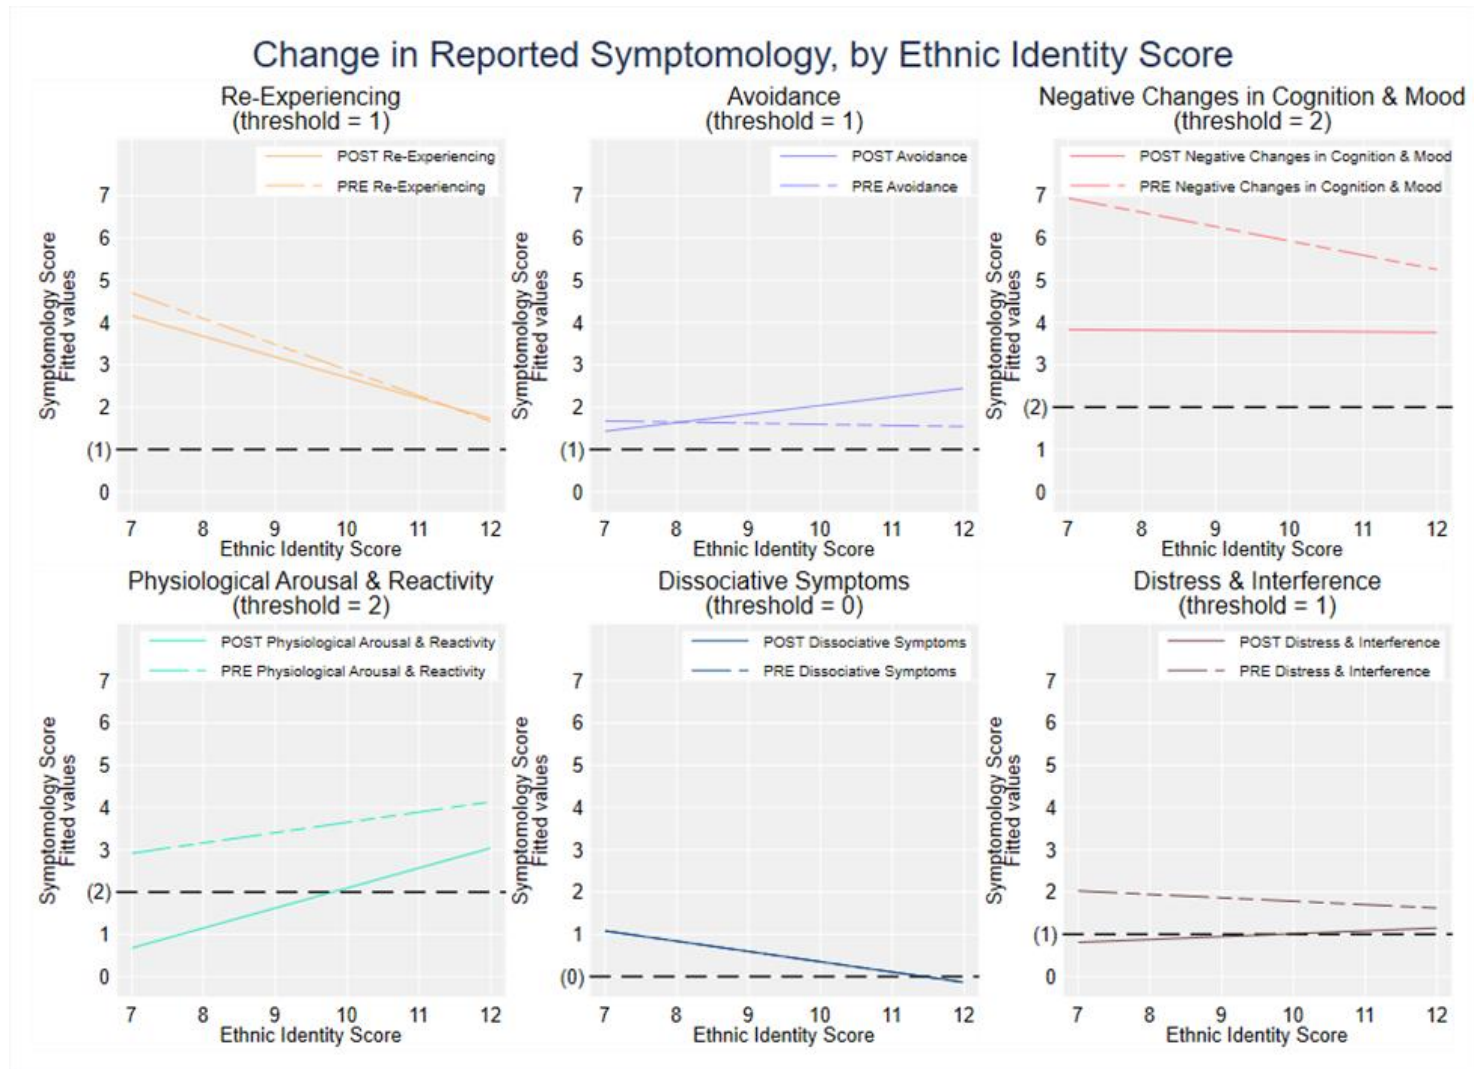 Change in Reported Symptomology, by Ethnic Identity Score
Re-Experiencing
(threshold = 1)
POST Re-Experiencing
PRE Re-Experiencing
Symptomology Score
Fitted values
7
6
5
4
3
2
(1)
0
7 8 9 10 11 12
Ethnic Identity Score
Avoidance
(threshold = 1)
POST Avoidance
PRE Avoidance
Symptomology Score
Fitted values
7
6
5
4
3
2
(1)
0
7 8 9 10 11 12
Ethnic Identity Score
Negative Changes in Cognition & Mood
(threshold = 2)
POST Negative Changes in Cognition & Mood
PRE Negative Changes in Cognition & Mood
Symptomology Score
Fitted values
7
6
5
4
3
(2)
1
0
7 8 9 10 11 12
Ethnic Identity Score
Physiological Arousal & Reactivity
(threshold = 2)
POST Physiological Arousal & Reactivity
PRE Physiological Arousal & Reactivity
Symptomology Score
Fitted values
7
6
5
4
3
(2)
1
0
7 8 9 10 11 12
Ethnic Identity Score
Dissociative Symptoms
(threshold = 0)
POST Dissociative Symptoms
PRE Dissociative Symptoms
Symptomology Score
Fitted values
7
6
5
4
3
2
1
(0)
7 8 9 10 11 12
Ethnic Identity Score
Distress & Interference
(threshold = 1)
POST Distress & Interference
PRE Distress & Interference
Symptomology Score
Fitted values
7
6
5
4
3
2
(1)
0
7 8 9 10 11 12
Ethnic Identity Score